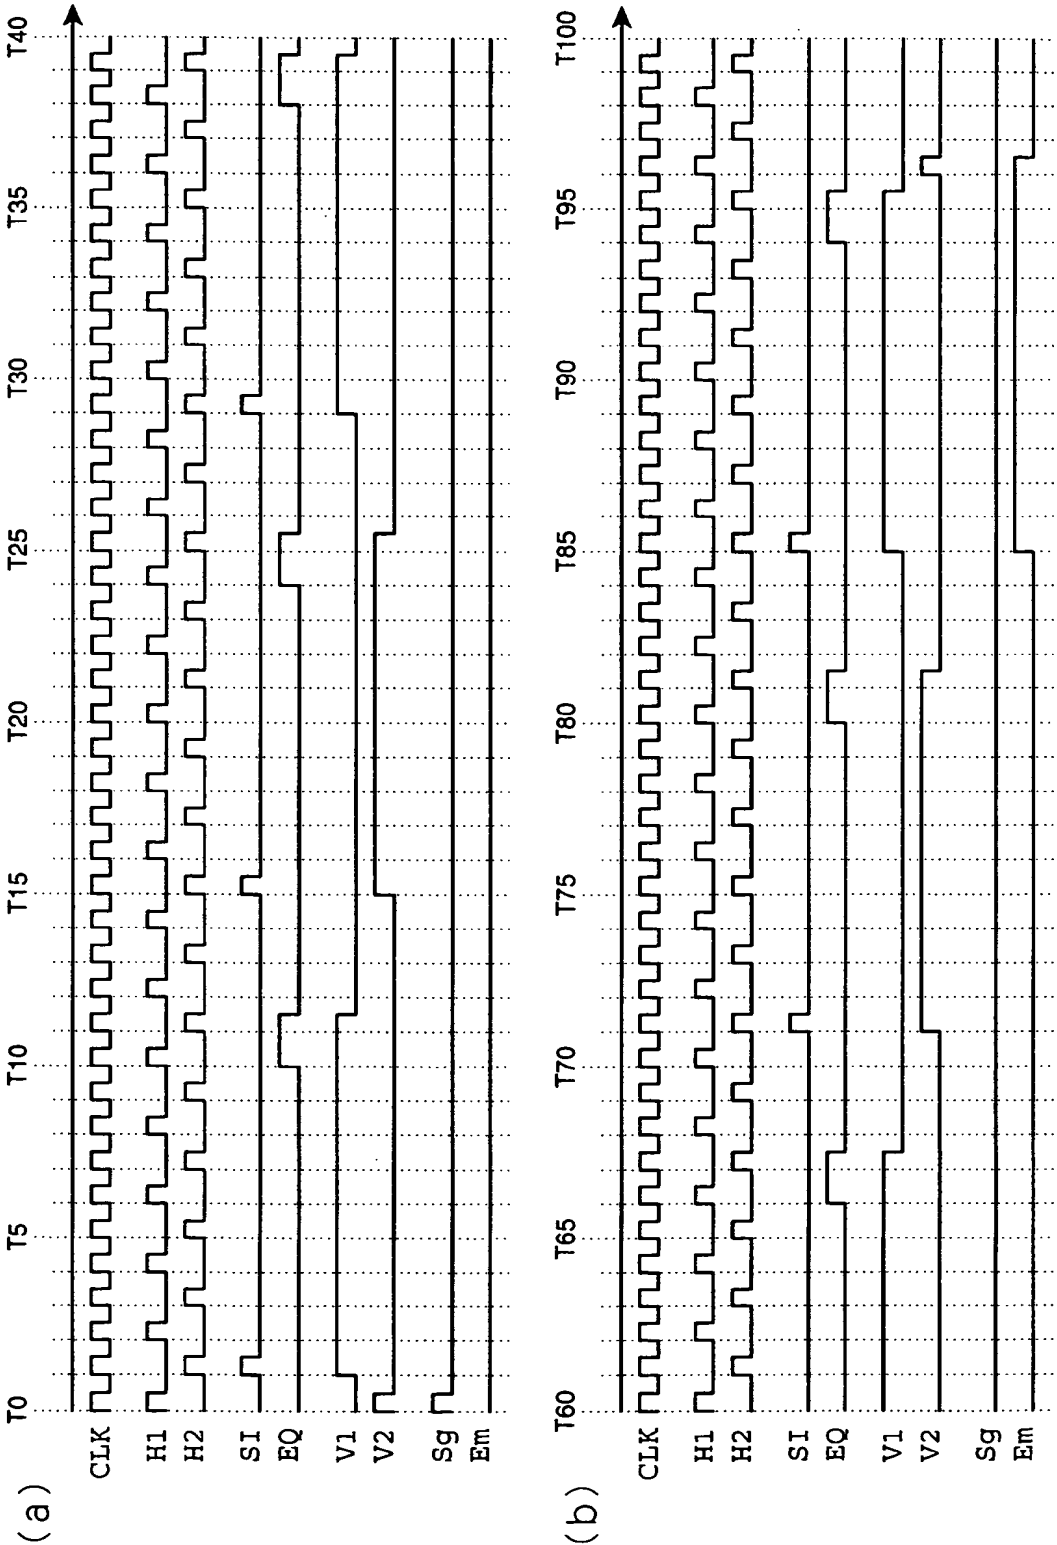 (a)
T0 T5 T10 T15 T20 T25 T30 T35 T40
CLK
H1
H2
SI
EQ
V1
V2
Sg
Em
(b)
T60 T65 T70 T75 T80 T85 T90 T95 T100
CLK
H1
H2
SI
EQ
V1
V2
Sg
Em